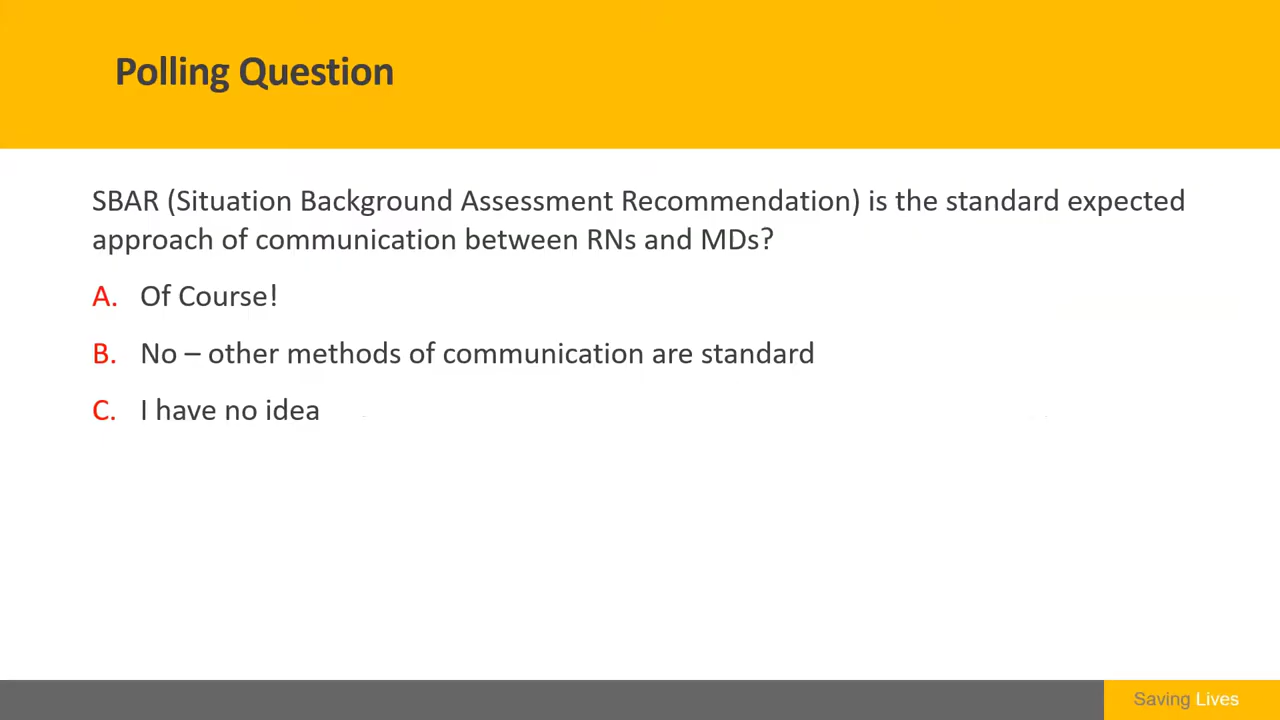 Polling Question
SBAR (Situation Background Assessment Recommendation) is the standard expected
approach of communication between RNs and MDs?
A. Of Course!
B. No – other methods of communication are standard
C. I have no idea
Saving Lives